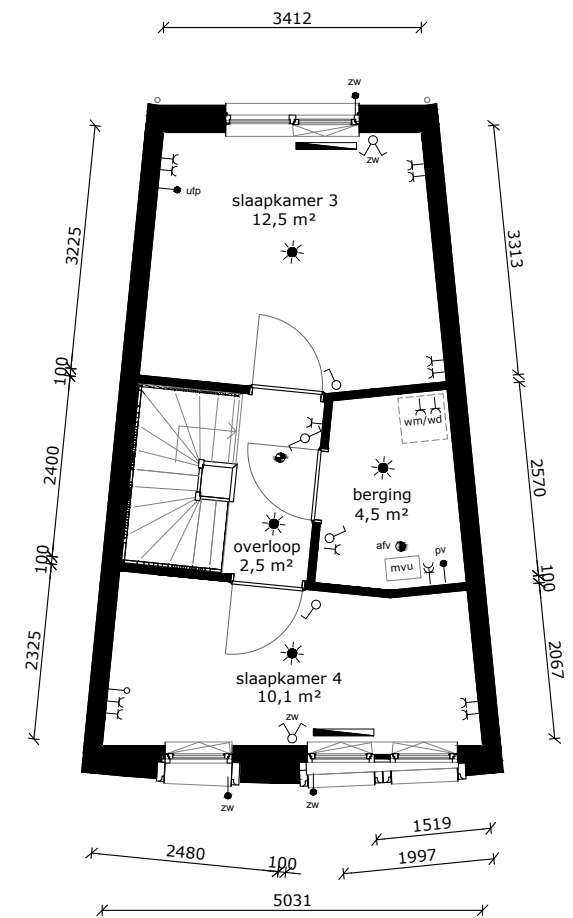 3412
zw
zw
utp
slaapkamer 3
12,5 m²
3225
3313
100
wm/wd
2400
2570
berging
4,5 m²
afv
pv
overloop
2,5 m²
mvu
100
100
2325
2067
slaapkamer 4
10,1 m²
zw
zw
zw
1519
2480
100
1997
5031